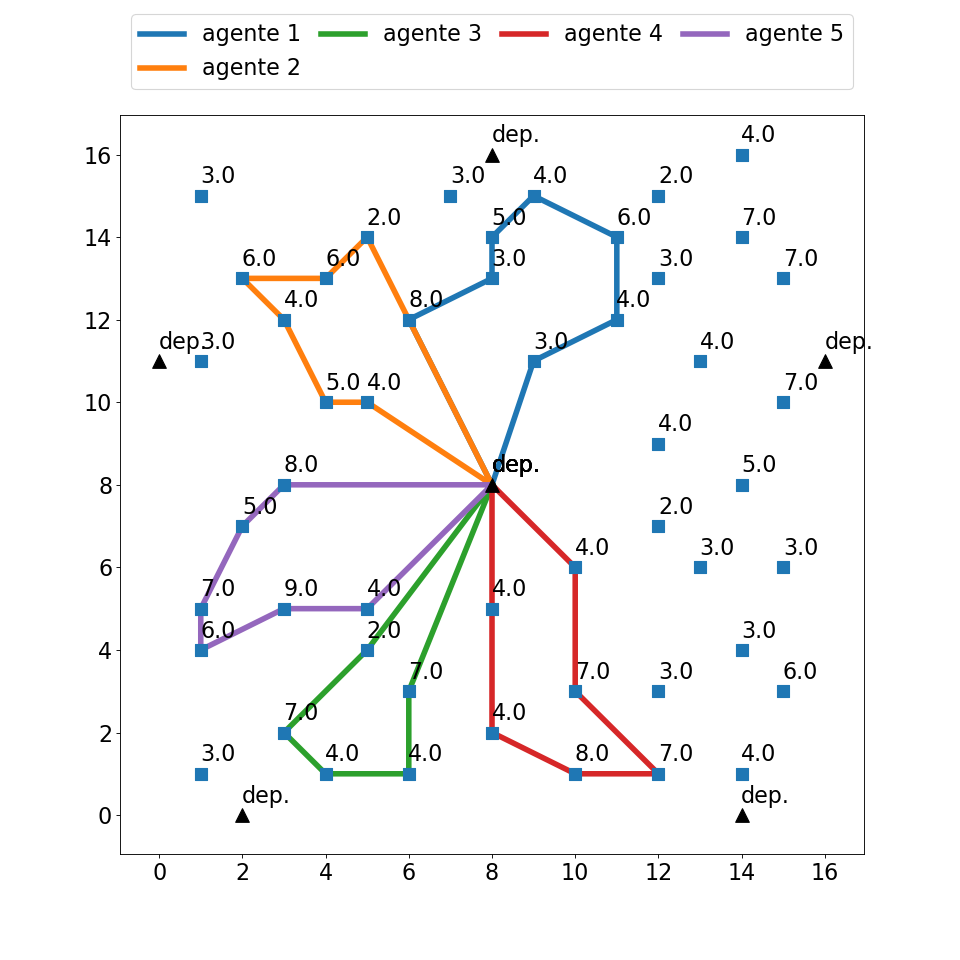 agente 1 agente 3 agente 4 agente 5
agente 2
dep. 4.0
16
3.0 3.0 4.0 2.0
2.0 5.0 6.0 7.0
14
6.0 6.0 3.0 3.0 7.0
4.0 8.0 4.0
12
dep. 3.0 3.0 4.0 dep.
5.0 4.0 7.0
10
4.0
8.0 dep. 5.0
8
5.0 2.0
4.0 3.0 3.0
6
7.0 9.0 4.0 4.0
6.0 2.0 3.0
4
7.0 7.0 3.0 6.0
7.0 4.0
2
3.0 4.0 4.0 8.0 7.0 4.0
dep. dep.
0
0 2 4 6 8 10 12 14 16